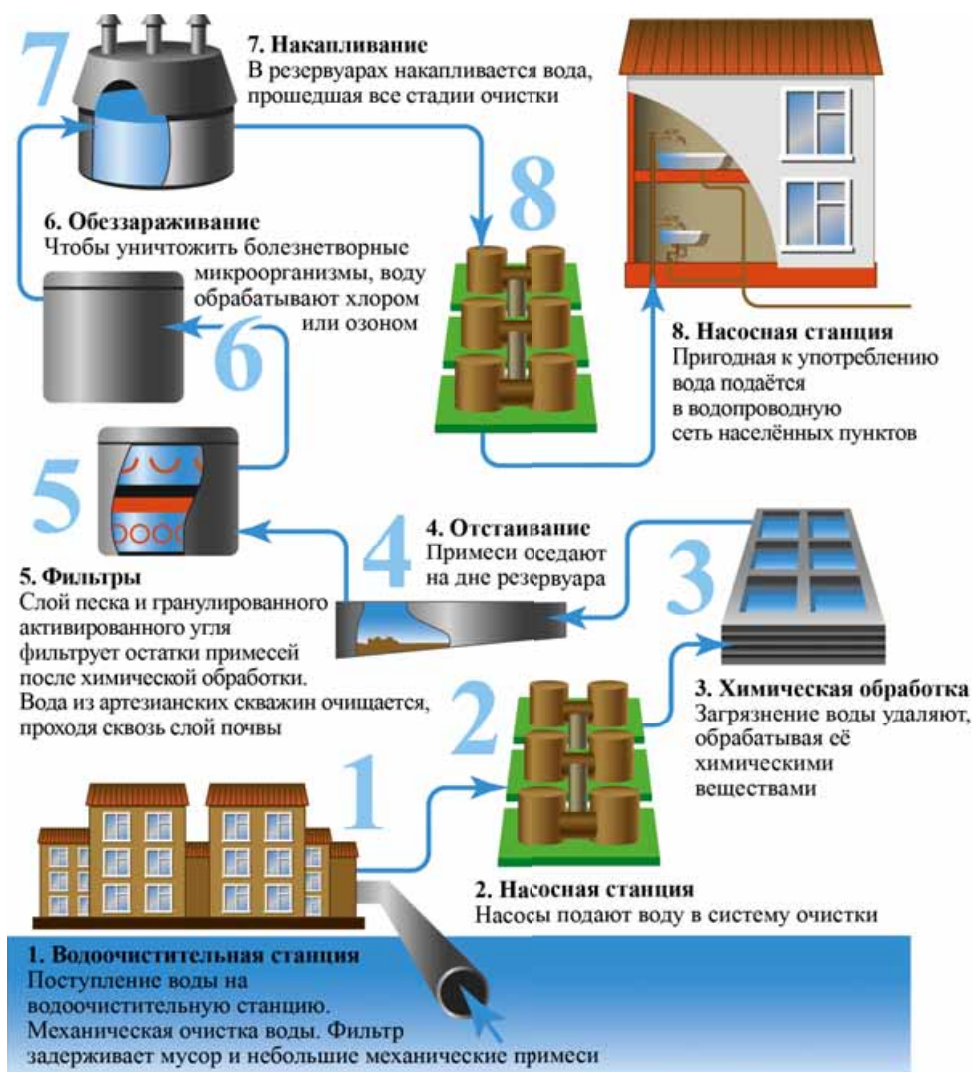 7
7. Накапливание
В резервуарах накапливается вода,
прошедшая все стадии очистки
8
6. Обеззараживание
Чтобы уничтожить болезнетворные
микроорганизмы, воду
обрабатывают хлором
или озоном
6
8. Насосная станция
Пригодная к употреблению
вода подаётся
в водопроводную
сеть населённых пунктов
5
4
4. Отстаивание
Примеси оседают
на дне резервуара
3
5. Фильтры
Слой песка и гранулированного
активированного угля
фильтрует остатки примесей
после химической обработки.
Вода из артезианских скважин очищается,
проходя сквозь слой почвы
2
3. Химическая обработка
Загрязнение воды удаляют,
обрабатывая её
химическими
веществами
1
2. Насосная станция
Насосы подают воду в систему очистки
1. Водоочистительная станция
Поступление воды на
водоочистительную станцию.
Механическая очистка воды. Фильтр
задерживает мусор и небольшие механические примеси